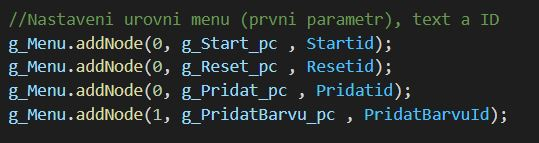 //Nastaveni urovni menu (prvni parametr), text a ID
g_Menu.addNode(0, g_Start_pc , Startid);
g_Menu.addNode(0, g_Reset_pc , Resetid);
g_Menu.addNode(0, g_Pridat_pc , Pridatid);
g_Menu.addNode(1, g_PridatBarvu_pc , PridatBarvuId);